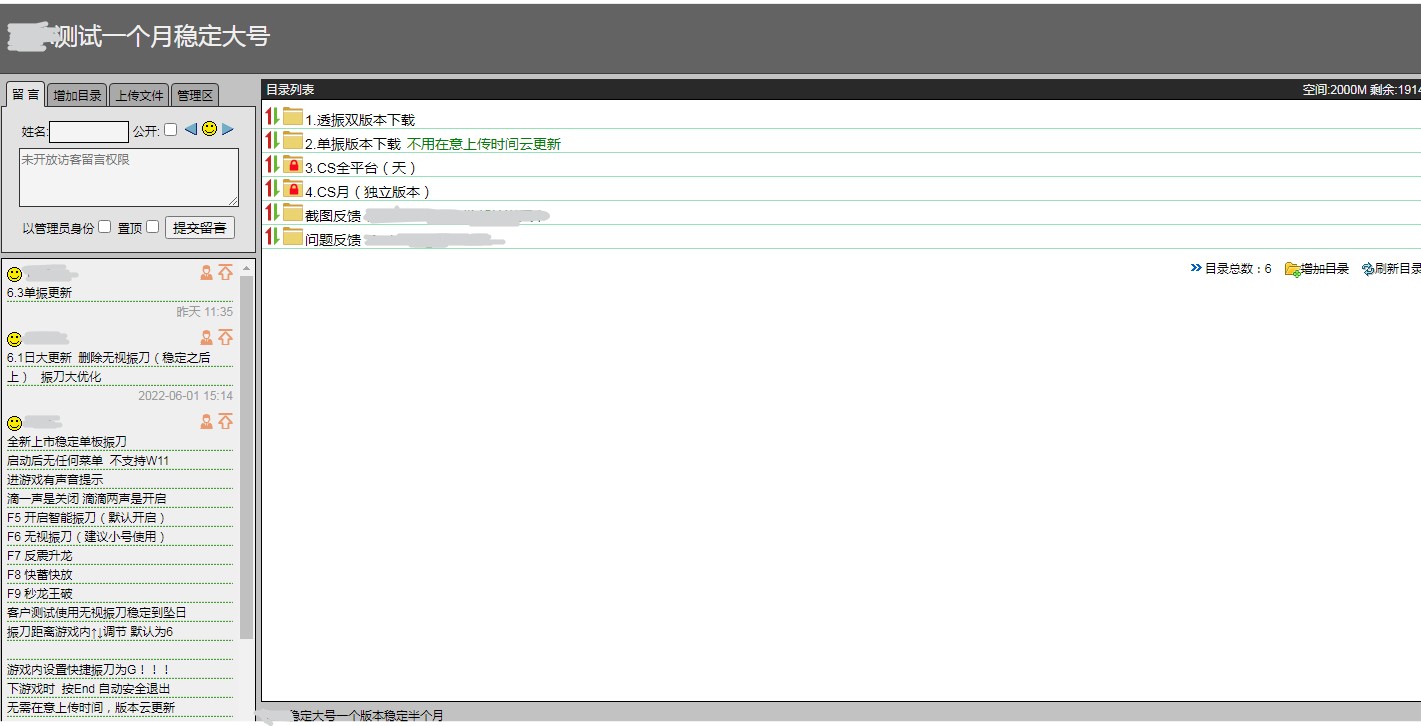 测试一个月稳定大号
留 言 增加目录 上传文件 管理区
姓名: 公开:
未开放访客留言权限
以管理员身份 置顶 提交留言
6.3单振更新
昨天 11:35
6.1日大更新 删除无视振刀（稳定之后
上） 振刀大优化
2022-06-01 15:14
全新上市稳定单板振刀
启动后无任何菜单 不支持W11
进游戏有声音提示
滴一声是关闭 滴滴两声是开启
F5 开启智能振刀（默认开启）
F6 无视振刀（建议小号使用）
F7 反震升龙
F8 快蓄快放
F9 秒龙王破
客户测试使用无视振刀稳定到坠日
振刀距离游戏内↑↓调节 默认为6
游戏内设置快捷振刀为G！！！
下游戏时 按End 自动安全退出
无需在意上传时间，版本云更新
目录列表
空间:2000M 剩余:1914
1.透振双版本下载
2.单振版本下载 不用在意上传时间云更新
3.CS全平台（天）
4.CS月（独立版本）
截图反馈
问题反馈
目录总数：6 增加目录 刷新目录
稳定大号一个版本稳定半个月